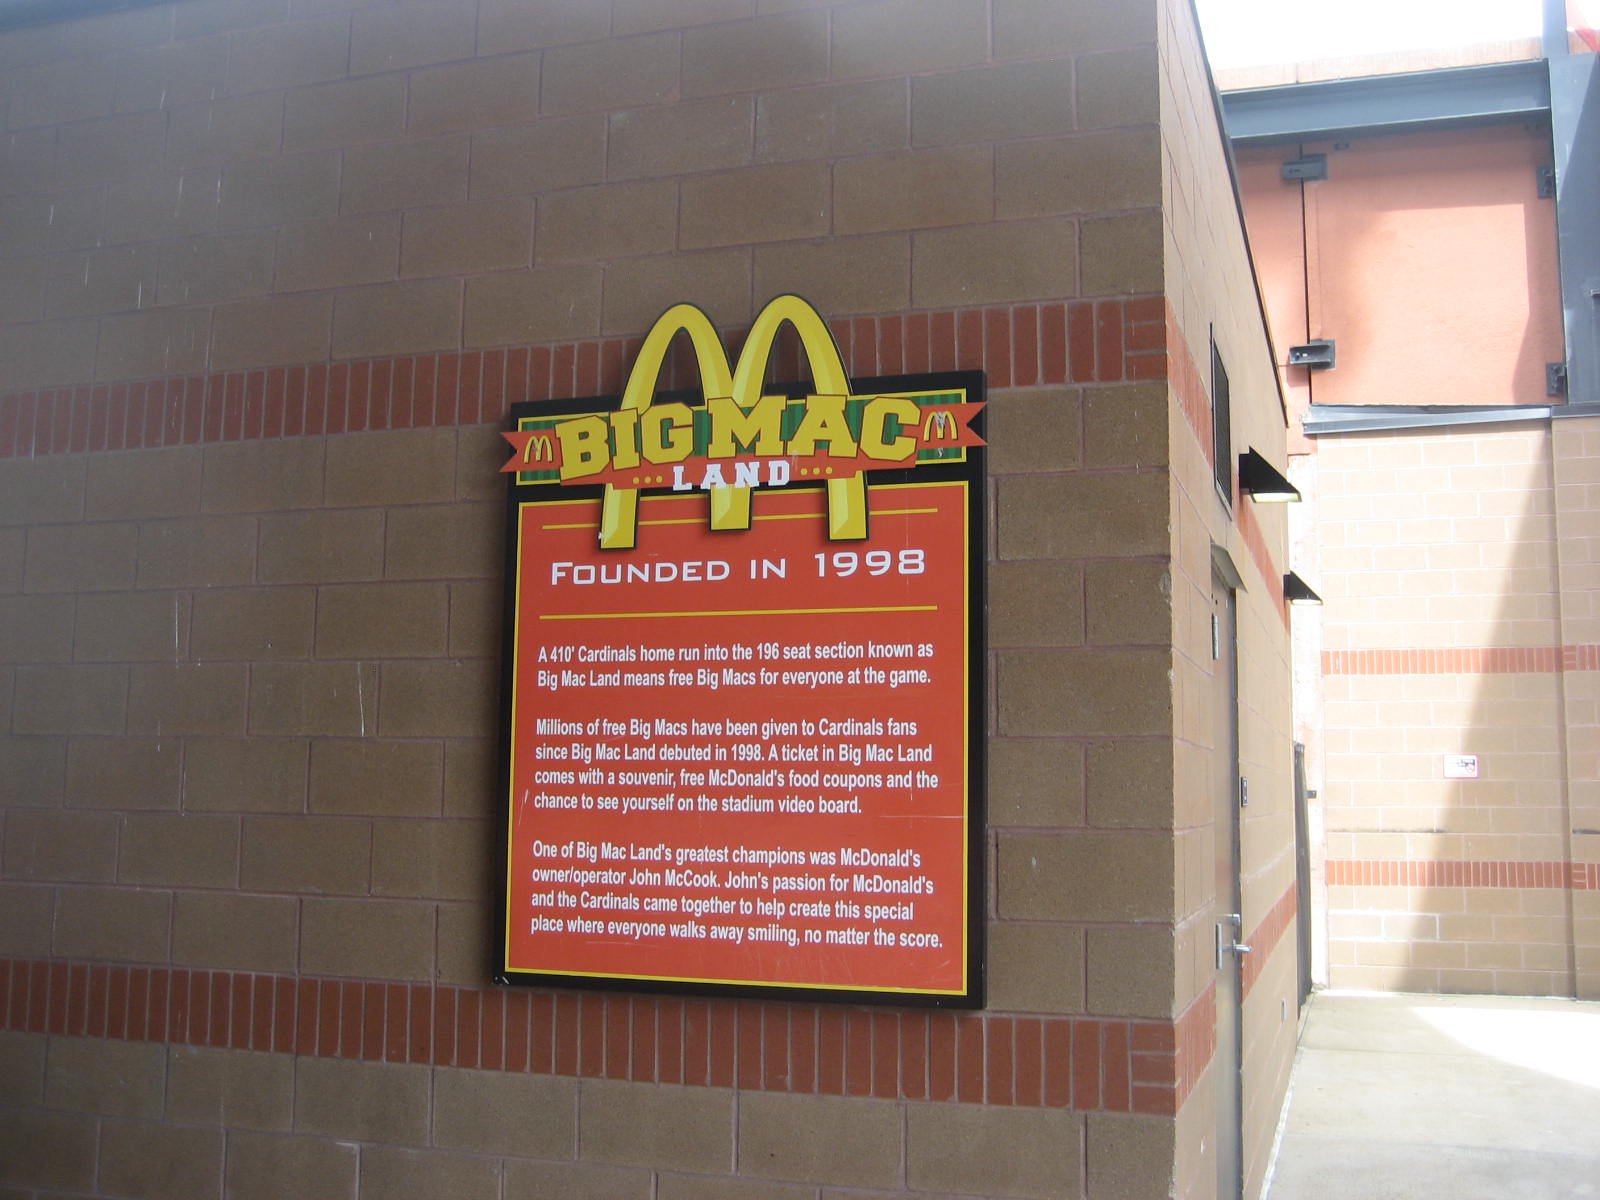 BIG MAC
LAND
FOUNDED IN 1998
A 410' Cardinals home run into the 196 seat section known as
Big Mac Land means free Big Macs for everyone at the game.
Millions of free Big Macs have been given to Cardinals fans
since Big Mac Land debuted in 1998. A ticket in Big Mac Land
comes with a souvenir, free McDonald's food coupons and the
chance to see yourself on the stadium video board.
One of Big Mac Land's greatest champions was McDonald's
owner/operator John McCook. John's passion for McDonald's
and the Cardinals came together to help create this special
place where everyone walks away smiling, no matter the score.